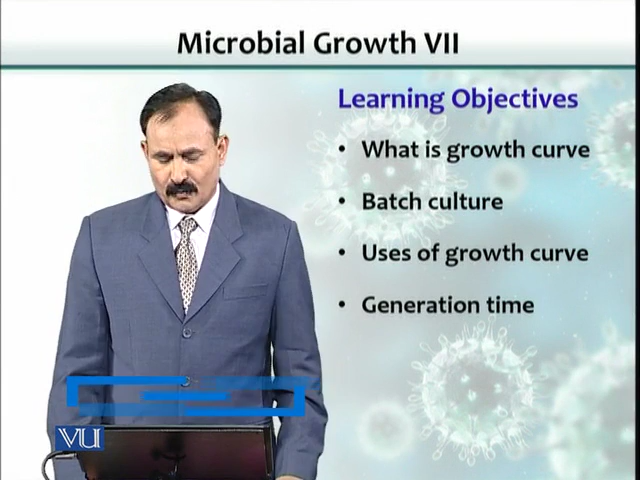 Microbial Growth VII
Learning Objectives
• What is growth curve
• Batch culture
• Uses of growth curve
• Generation time
VU